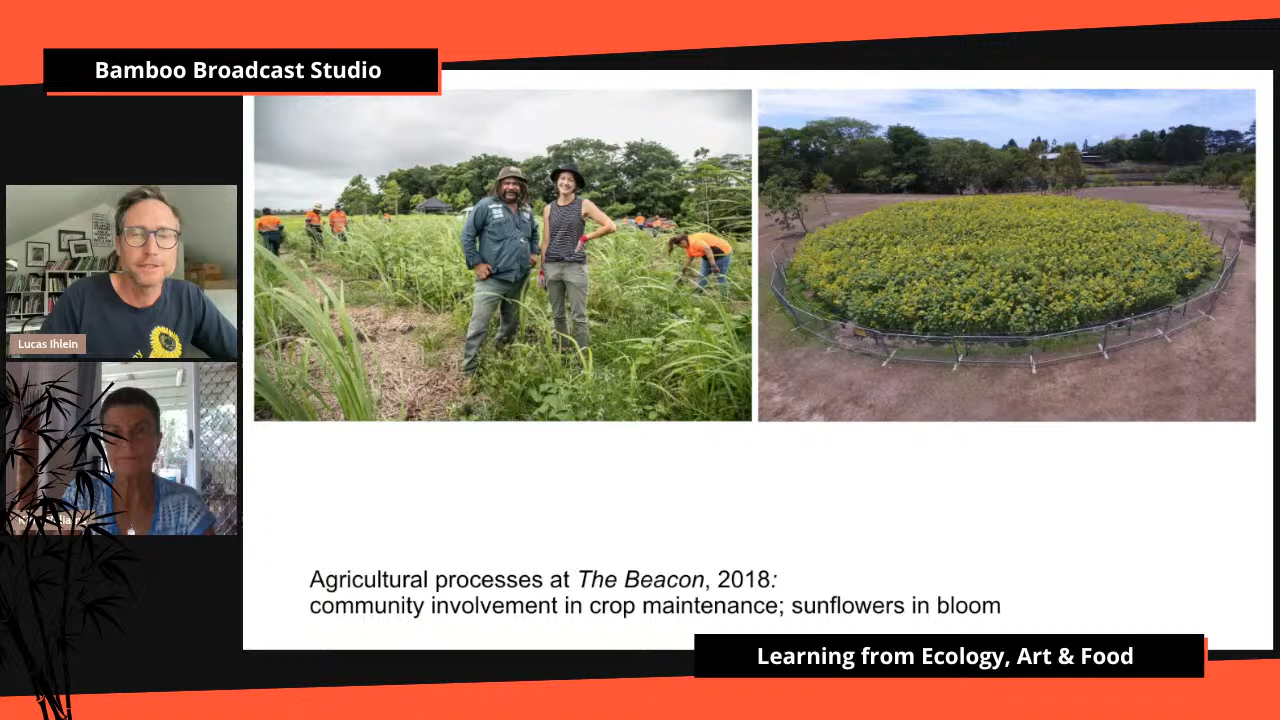 Bamboo Broadcast Studio
Lucas Ihlein
Agricultural processes at The Beacon, 2018:
community involvement in crop maintenance; sunflowers in bloom
Learning from Ecology, Art & Food